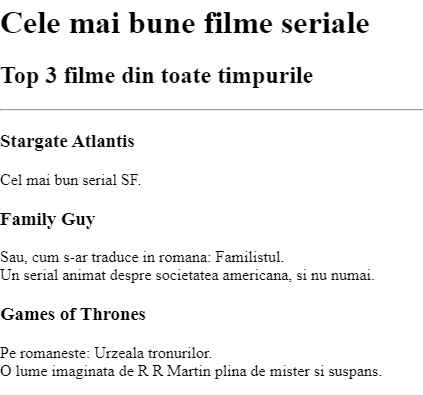 Cele mai bune filme seriale
Top 3 filme din toate timpurile
Stargate Atlantis
Cel mai bun serial SF.
Family Guy
Sau, cum s-ar traduce in romana: Familistul.
Un serial animat despre societatea americana, si nu numai.
Games of Thrones
Pe romaneste: Urzeala tronurilor.
O lume imaginata de R R Martin plina de mister si suspans.